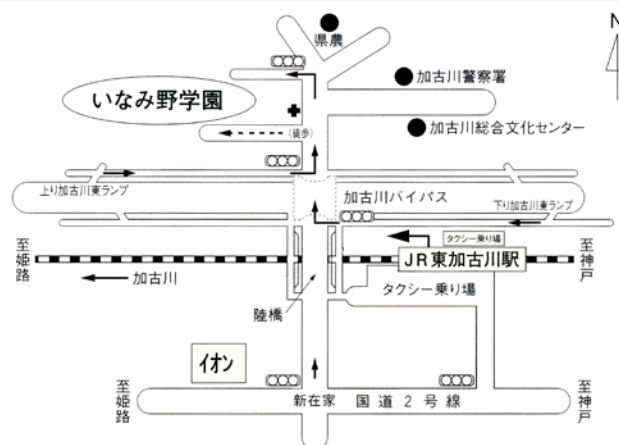 N
県農
加古川警察署
いなみ野学園
加古川総合文化センター
(徒歩)
上り加古川東ランプ
加古川バイパス
下り加古川東ランプ
至姫路
タクシー乗り場
至神戸
JR東加古川駅
加古川
タクシー乗り場
陸橋
イオン
至姫路
新在家
国道2号線
至神戸